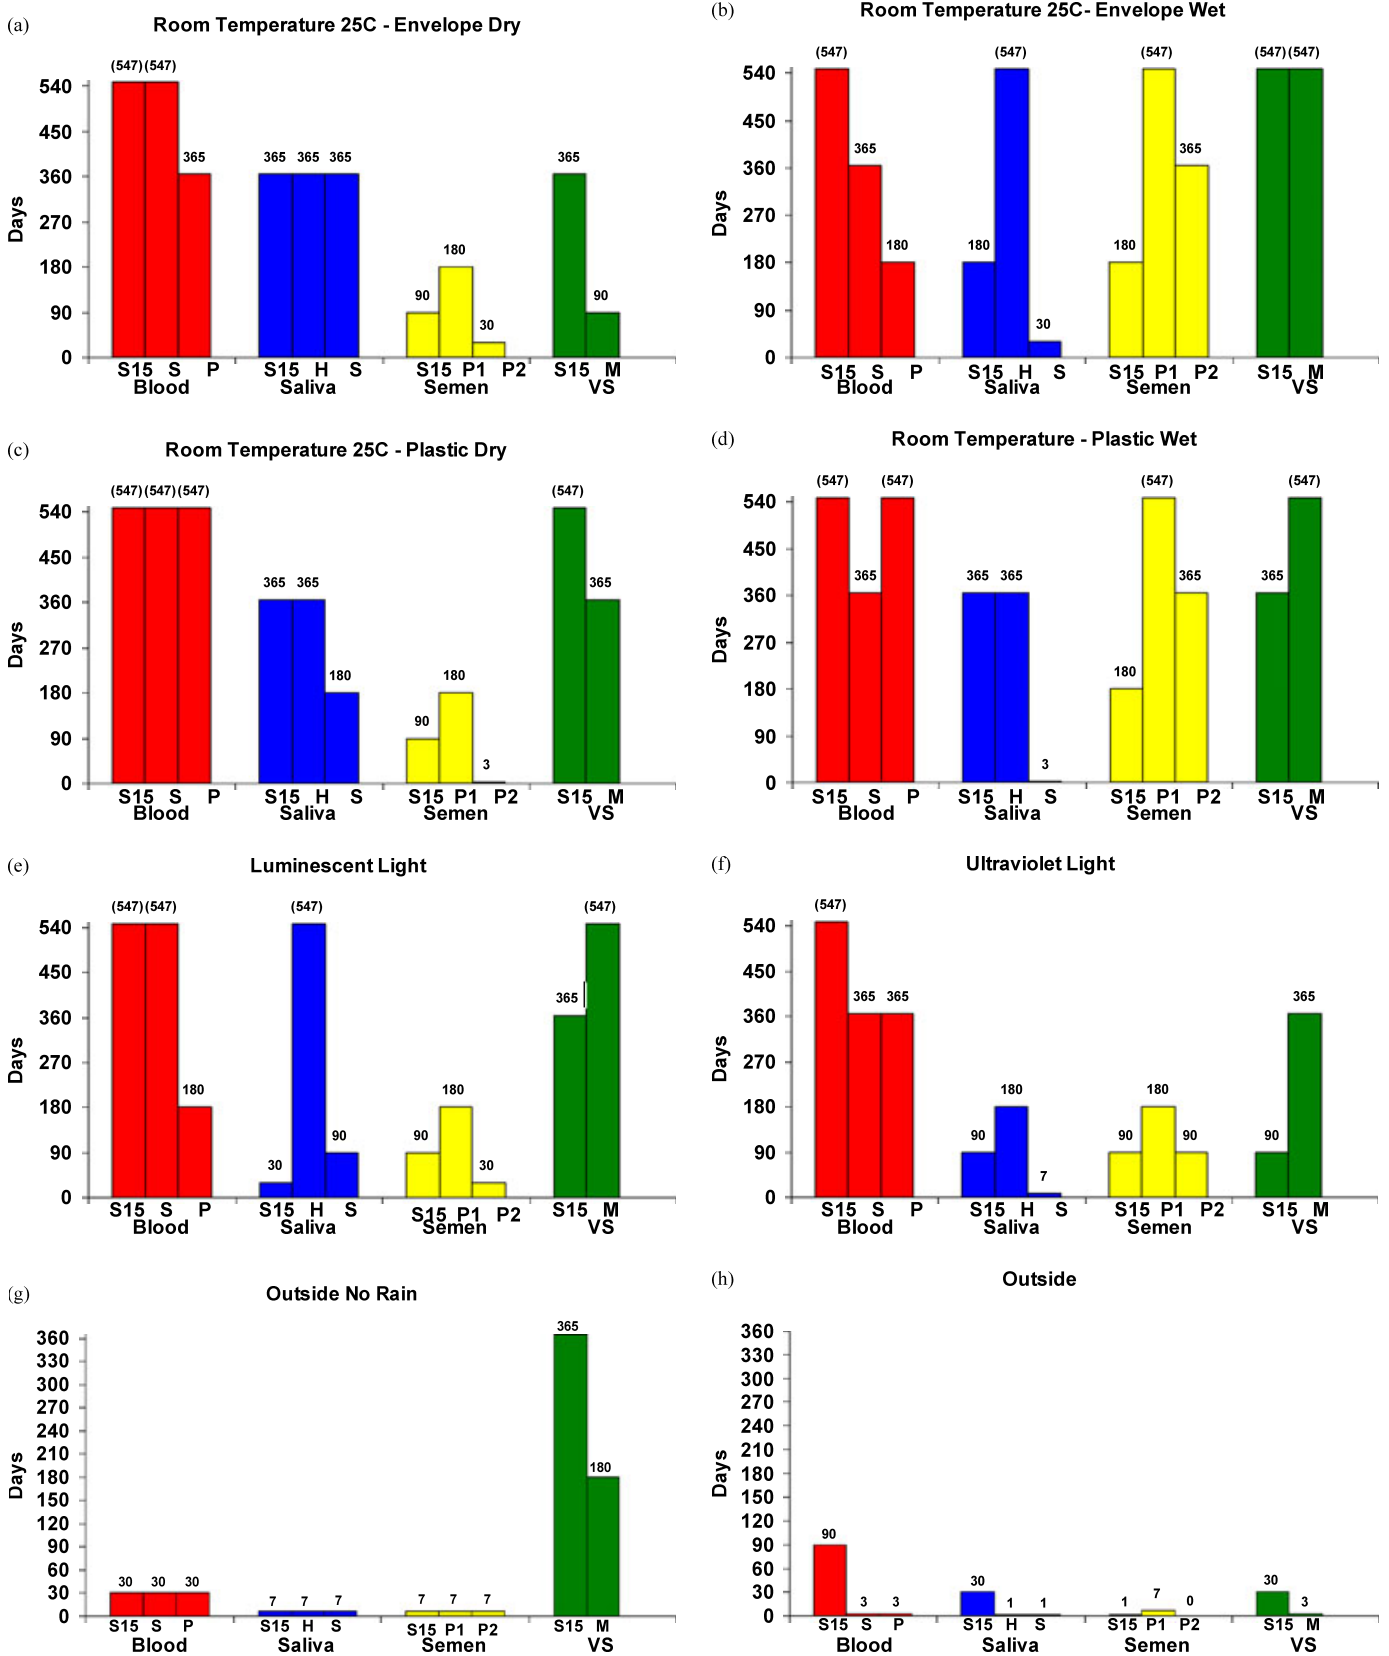 (a)
Room Temperature 25C - Envelope Dry
(547) (547)
365
365 365 365
90
180
30
365
90
540
450
360
270
180
90
0
Days
S15 S P
S15 H S
S15 P1 P2
S15 M
Blood
Saliva
Semen
VS
(b)
Room Temperature 25C- Envelope Wet
(547)
365
180
180
(547)
30
180
(547)
365
(547) (547)
540
450
360
270
180
90
0
Days
S15 S P
S15 H S
S15 P1 P2
S15 M
Blood
Saliva
Semen
VS
(c)
Room Temperature 25C - Plastic Dry
(547) (547) (547)
365 365
180
90
180
3
(547)
365
540
450
360
270
180
90
0
Days
S15 S P
S15 H S
S15 P1 P2
S15 M
Blood
Saliva
Semen
VS
(d)
Room Temperature - Plastic Wet
(547)
365
(547)
365 365
3
180
(547)
365
365
(547)
540
450
360
270
180
90
0
Days
S15 S P
S15 H S
S15 P1 P2
S15 M
Blood
Saliva
Semen
VS
(e)
Luminescent Light
(547) (547)
180
30
(547)
90
90
180
30
365
(547)
540
450
360
270
180
90
0
Days
S15 S P
S15 H S
S15 P1 P2
S15 M
Blood
Saliva
Semen
VS
(f)
Ultraviolet Light
(547)
365 365
90
180
7
90
180
90
90
365
540
450
360
270
180
90
0
Days
S15 S P
S15 H S
S15 P1 P2
S15 M
Blood
Saliva
Semen
VS
(g)
Outside No Rain
365
180
30 30 30
7 7 7
7 7 7
360
330
300
270
240
210
180
150
120
90
60
30
0
Days
S15 S P
S15 H S
S15 P1 P2
S15 M
Blood
Saliva
Semen
VS
(h)
Outside
90
3 3
30
1 1
1
7
0
30
3
360
330
300
270
240
210
180
150
120
90
60
30
0
Days
S15 S P
S15 H S
S15 P1 P2
S15 M
Blood
Saliva
Semen
VS